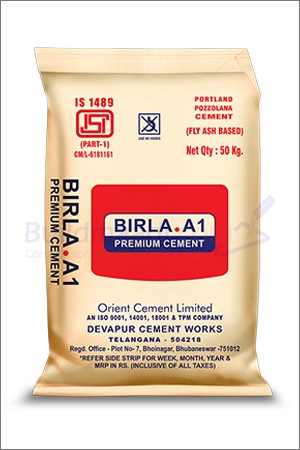 IS 1489
ISI
(PART-1)
CM/L-6181161
USE NO HOOKS
PORTLAND
POZZOLANA
CEMENT
(FLY ASH BASED)
Net Qty : 50 Kg.
BIRLA.A1
PREMIUM CEMENT
BIRLA.A1
PREMIUM CEMENT
Orient Cement Limited
AN ISO 9001, 14001, 18001 & TPM COMPANY
DEVAPUR CEMENT WORKS
TELANGANA - 504218
Regd. Office - Plot No- 7, Bhoinagar, Bhubaneswar -751012
*REFER SIDE STRIP FOR WEEK, MONTH, YEAR &
MRP IN RS. (INCLUSIVE OF ALL TAXES)